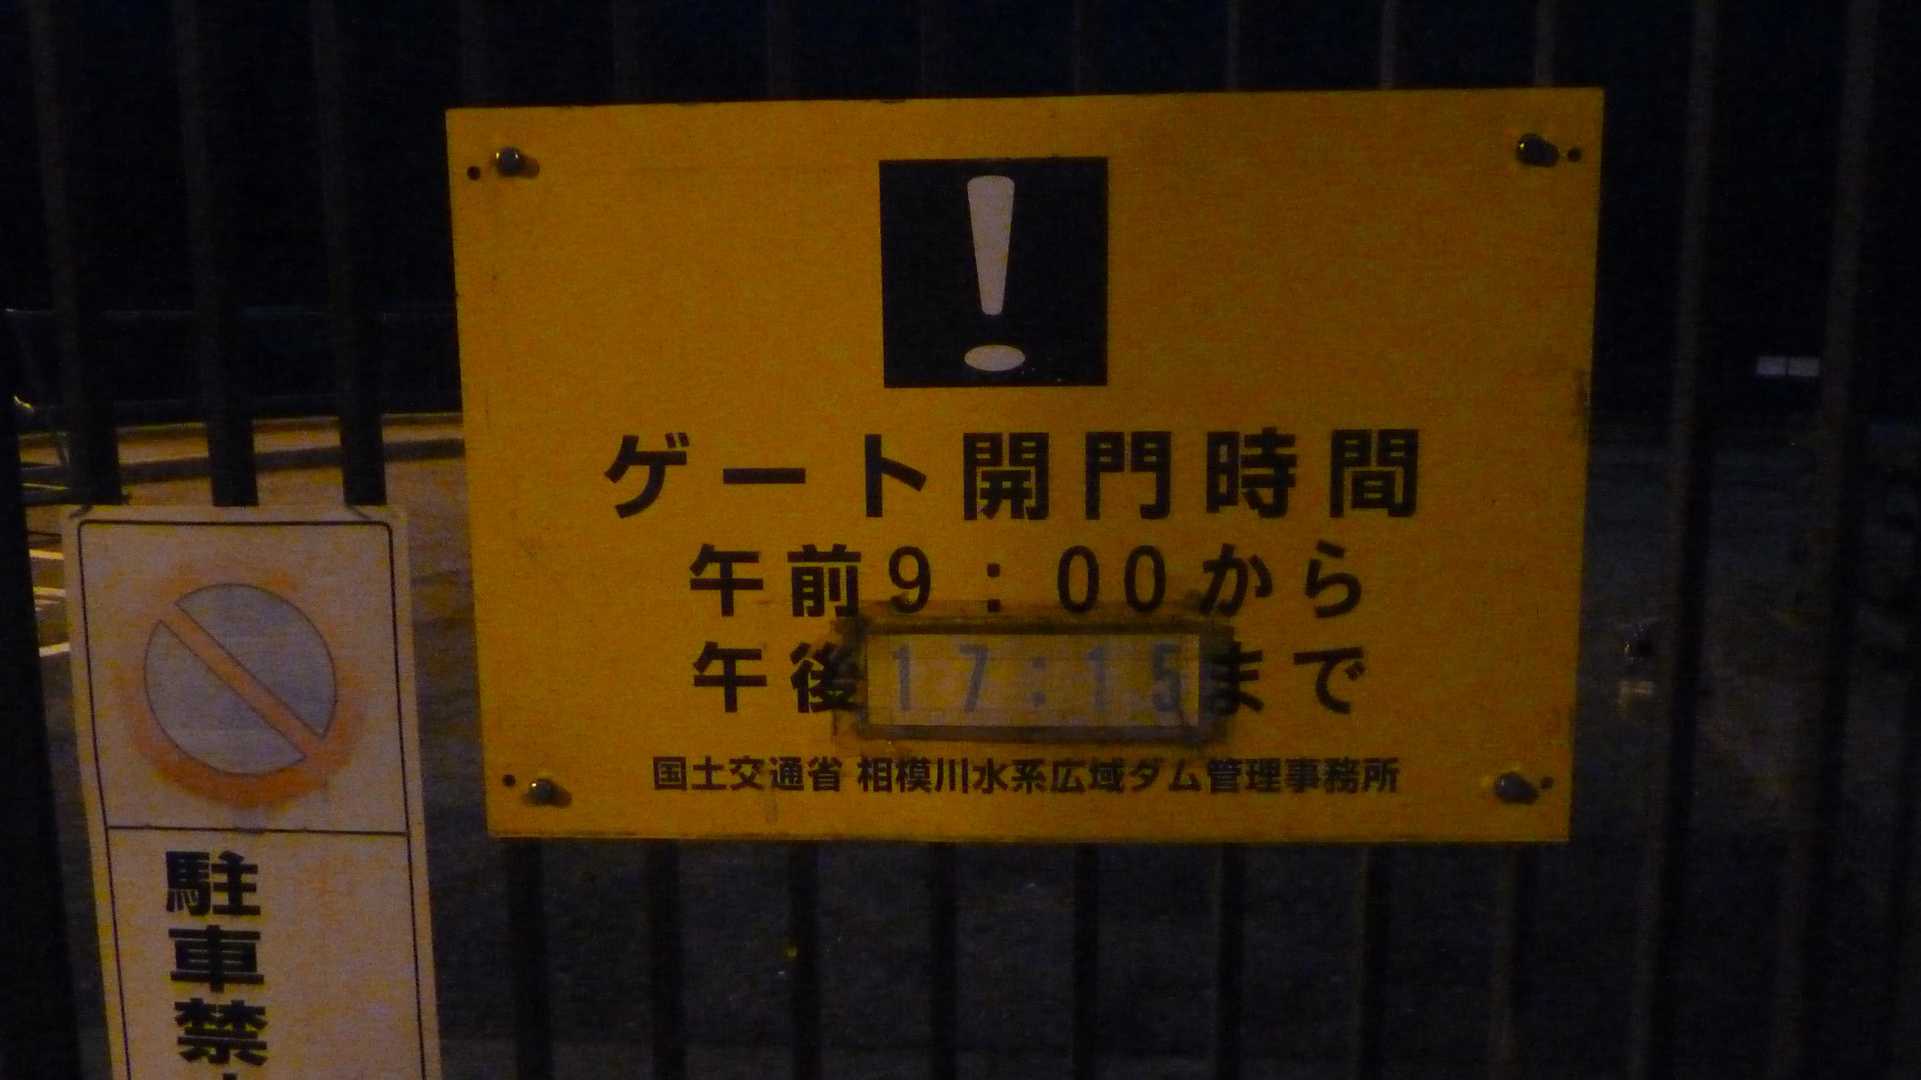 ゲート開門時間
午前9:00から
午後17:15まで
国土交通省 相模川水系広域ダム管理事務所
駐車禁